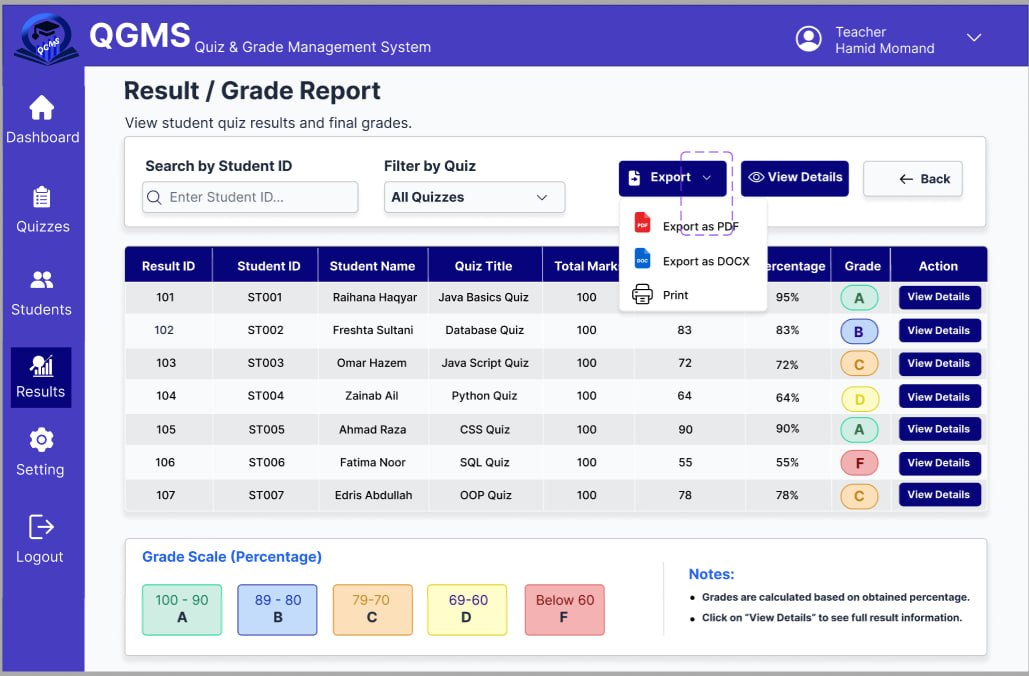 QGMS
QGMS Quiz & Grade Management System
Teacher
Hamid Momand
Dashboard
Quizzes
Students
Results
Setting
Logout
Result / Grade Report
View student quiz results and final grades.
Search by Student ID
Enter Student ID...
Filter by Quiz
All Quizzes
Export
View Details
Back
PDF Export as PDF
DOC Export as DOCX
Print
Result ID Student ID Student Name Quiz Title Total Mark ercentage Grade Action
101 ST001 Raihana Haqyar Java Basics Quiz 100 95% A View Details
102 ST002 Freshta Sultani Database Quiz 100 83 83% B View Details
103 ST003 Omar Hazem Java Script Quiz 100 72 72% C View Details
104 ST004 Zainab Ail Python Quiz 100 64 64% D View Details
105 ST005 Ahmad Raza CSS Quiz 100 90 90% A View Details
106 ST006 Fatima Noor SQL Quiz 100 55 55% F View Details
107 ST007 Edris Abdullah OOP Quiz 100 78 78% C View Details
Grade Scale (Percentage)
100 - 90
A
89 - 80
B
79-70
C
69-60
D
Below 60
F
Notes:
• Grades are calculated based on obtained percentage.
• Click on “View Details” to see full result information.